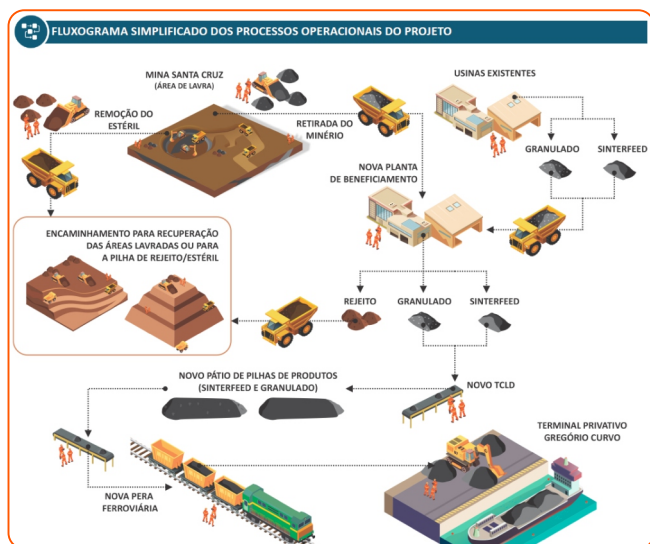 FLUXOGRAMA SIMPLIFICADO DOS PROCESSOS OPERACIONAIS DO PROJETO
MINA SANTA CRUZ
(ÁREA DE LAVRA)
USINAS EXISTENTES
REMOÇÃO DO
ESTÉRIL
RETIRADA DO
MINÉRIO
GRANULADO
SINTERFEED
NOVA PLANTA
DE BENEFICIAMENTO
ENCAMINHAMENTO PARA RECUPERAÇÃO
DAS ÁREAS LAVRADAS OU PARA
A PILHA DE REJEITO/ESTÉRIL
REJEITO
GRANULADO
SINTERFEED
NOVO PÁTIO DE PILHAS DE PRODUTOS
(SINTERFEED E GRANULADO)
NOVO TCLD
TERMINAL PRIVATIVO
GREGÓRIO CURVO
NOVA PERA
FERROVIÁRIA